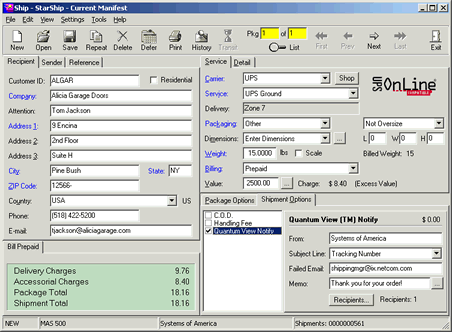 Ship - StarShip - Current Manifest
File Edit View Settings Tools Help
New Open Save Repeat Delete Defer Print History Transit
Pkg 1 of 1
List
First Prev Next Last Exit
Recipient Sender Reference
Customer ID: ALGAR Residential
Company: Alicia Garage Doors
Attention: Tom Jackson
Address 1: 9 Encina
Address 2: 2nd Floor
Address 3: Suite H
City: Pine Bush State: NY
ZIP Code: 12566-
Country: USA US
Phone: (518) 422-5200
E-mail: tjackson@aliciagarage.com
Bill Prepaid
Delivery Charges 9.76
Accessorial Charges 8.40
Package Total 18.16
Shipment Total 18.16
Service Detail
Carrier: UPS Shop
Service: UPS Ground
Delivery: Zone 7
Packaging: Other Not Oversize
Dimensions: Enter Dimensions ... L 0 W 0 H 0
Weight: 15.0000 lbs Scale Billed Weight: 15
Billing: Prepaid
Value: 2500.00 ... Charge: $ 8.40 (Excess Value)
OnLine
Package Options Shipment Options
C.O.D.
Handling Fee
Quantum View Notify
Quantum View (TM) Notify $ 0.00
From: Systems of America
Subject Line: Tracking Number
Failed Email: shippingmgr@ix.netcom.com
Memo: Thank you for your order! ...
Recipients... Recipients: 1
NEW MAS 500 Systems of America Shipments: 0000000561